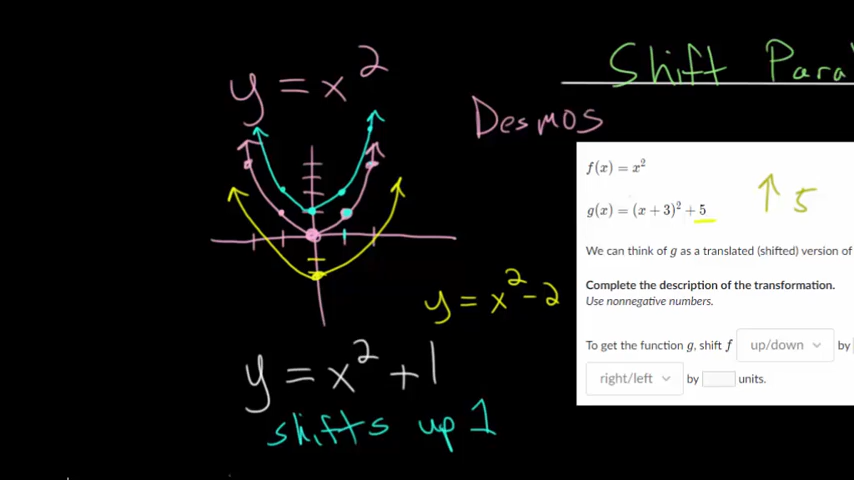 y = x²
Shift Para
Desmos
f(x) = x²
g(x) = (x + 3)² + 5
↑ 5
We can think of g as a translated (shifted) version of
Complete the description of the transformation.
Use nonnegative numbers.
y = x² - 2
To get the function g, shift f up/down by
right/left by units.
y = x² + 1
shifts up 1